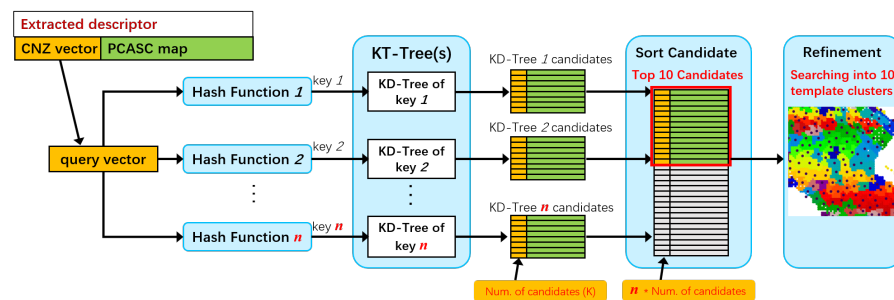 Extracted descriptor
CNZ vector
PCASC map
query vector
Hash Function 1
key 1
Hash Function 2
key 2
⋮
Hash Function n
key n
KT-Tree(s)
KD-Tree of
key 1
KD-Tree of
key 2
⋮
KD-Tree of
key n
KD-Tree 1 candidates
KD-Tree 2 candidates
KD-Tree n candidates
Num. of candidates (K)
Sort Candidate
Top 10 Candidates
n * Num. of candidates
Refinement
Searching into 10
template clusters